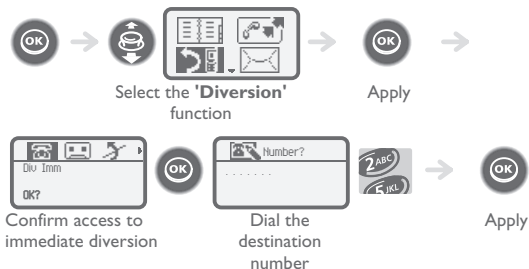 OK
OK
Select the 'Diversion'
function
Apply
Div Imm
OK?
OK
Number?
.......
2ABC
5JKL
OK
Confirm access to
immediate diversion
Dial the
destination
number
Apply